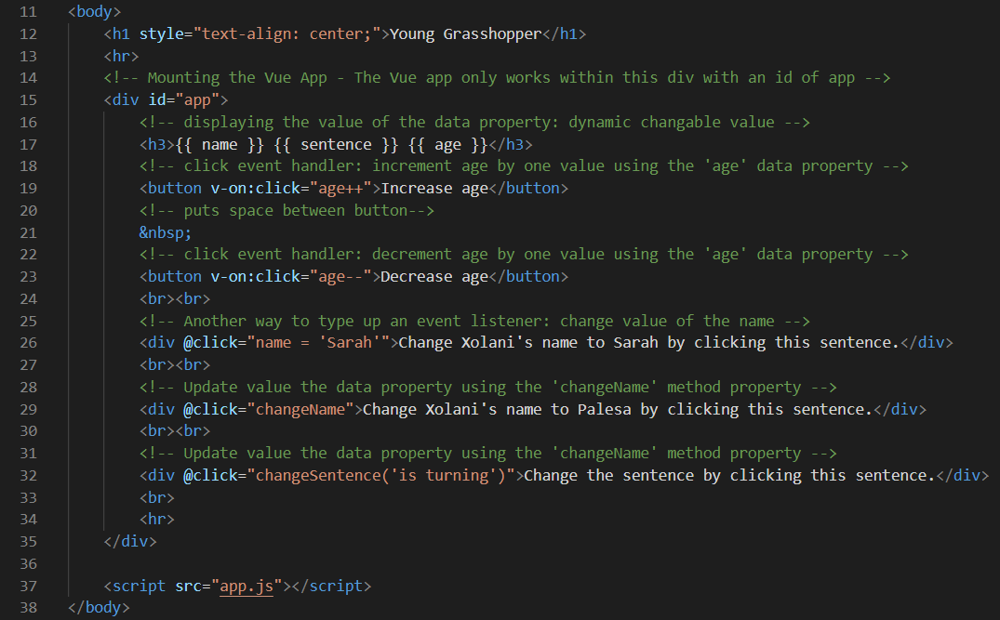 11 <body>
12 <h1 style="text-align: center;">Young Grasshopper</h1>
13 <hr>
14 <!-- Mounting the Vue App - The Vue app only works within this div with an id of app -->
15 <div id="app">
16 <!-- displaying the value of the data property: dynamic changable value -->
17 <h3>{{ name }} {{ sentence }} {{ age }}</h3>
18 <!-- click event handler: increment age by one value using the 'age' data property -->
19 <button v-on:click="age++">Increase age</button>
20 <!-- puts space between button-->
21 &nbsp;
22 <!-- click event handler: decrement age by one value using the 'age' data property -->
23 <button v-on:click="age--">Decrease age</button>
24 <br><br>
25 <!-- Another way to type up an event listener: change value of the name -->
26 <div @click="name = 'Sarah'">Change Xolani's name to Sarah by clicking this sentence.</div>
27 <br><br>
28 <!-- Update value the data property using the 'changeName' method property -->
29 <div @click="changeName">Change Xolani's name to Palesa by clicking this sentence.</div>
30 <br><br>
31 <!-- Update value the data property using the 'changeName' method property -->
32 <div @click="changeSentence('is turning')">Change the sentence by clicking this sentence.</div>
33 <br>
34 <hr>
35 </div>
36
37 <script src="app.js"></script>
38 </body>